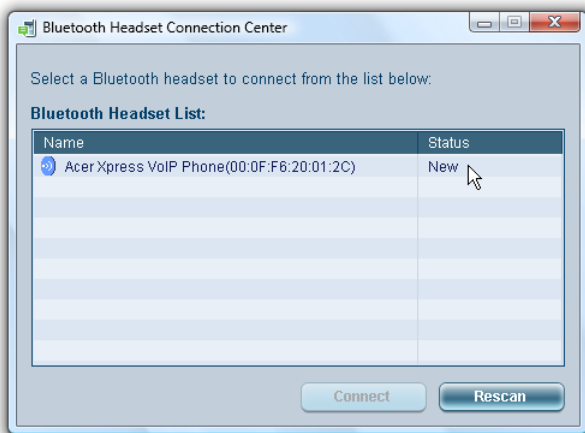 Bluetooth Headset Connection Center
Select a Bluetooth headset to connect from the list below:
Bluetooth Headset List:
Name Status
Acer Xpress VoIP Phone(00:0F:F6:20:01:2C) New
Connect Rescan